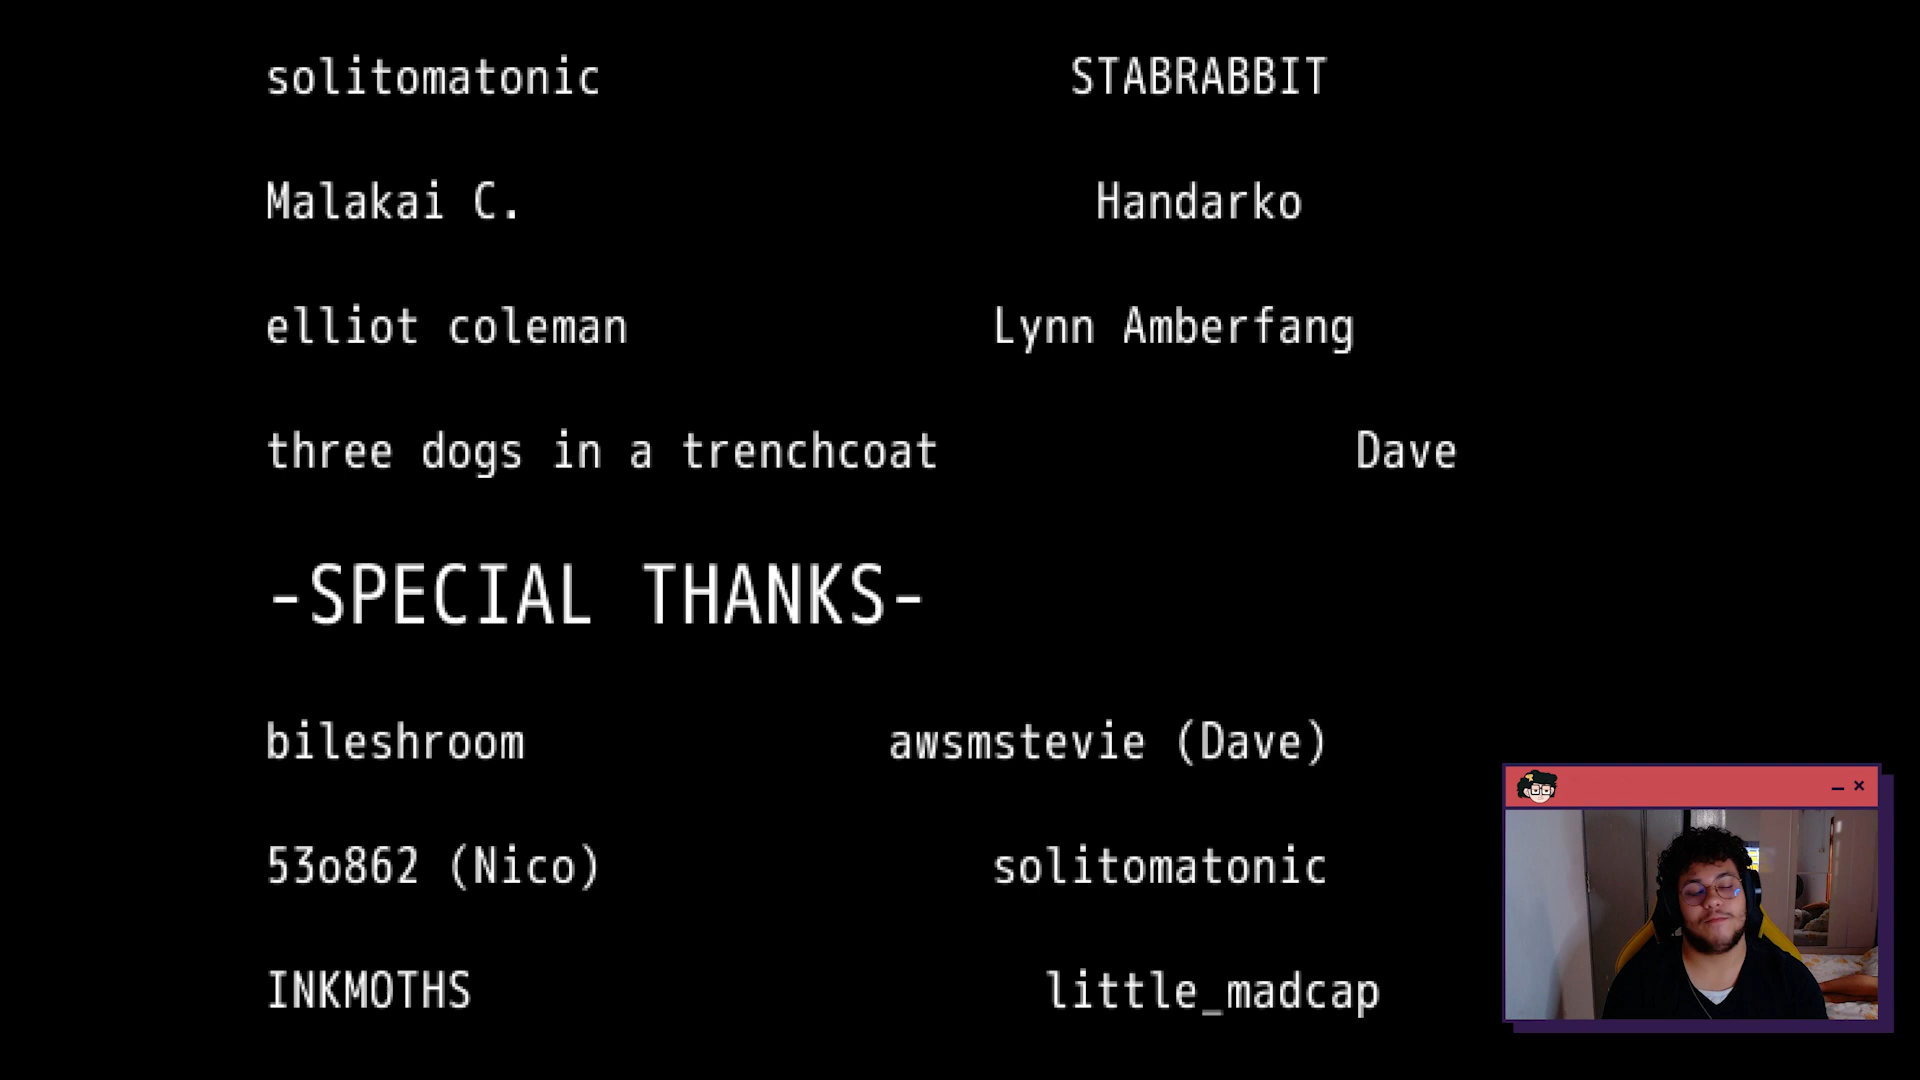 solitomatonic STABRABBIT
Malakai C. Handarko
elliot coleman Lynn Amberfang
three dogs in a trenchcoat Dave
-SPECIAL THANKS-
bileshroom awsmstevie (Dave)
53o862 (Nico) solitomatonic
INKMOTHS little_madcap